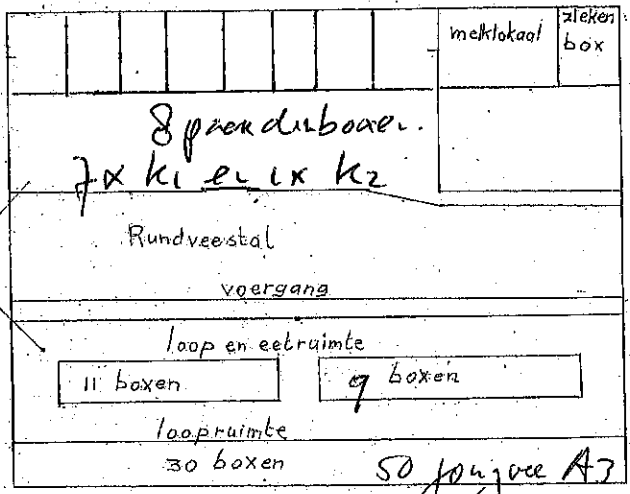 melklokaal
zieken
box
8 paardenboxen.
7x k1 en 1x k2
Rundveestal
voergang
loop en eetruimte
11 boxen
9 boxen
loopruimte
30 boxen
50 jongvee A3